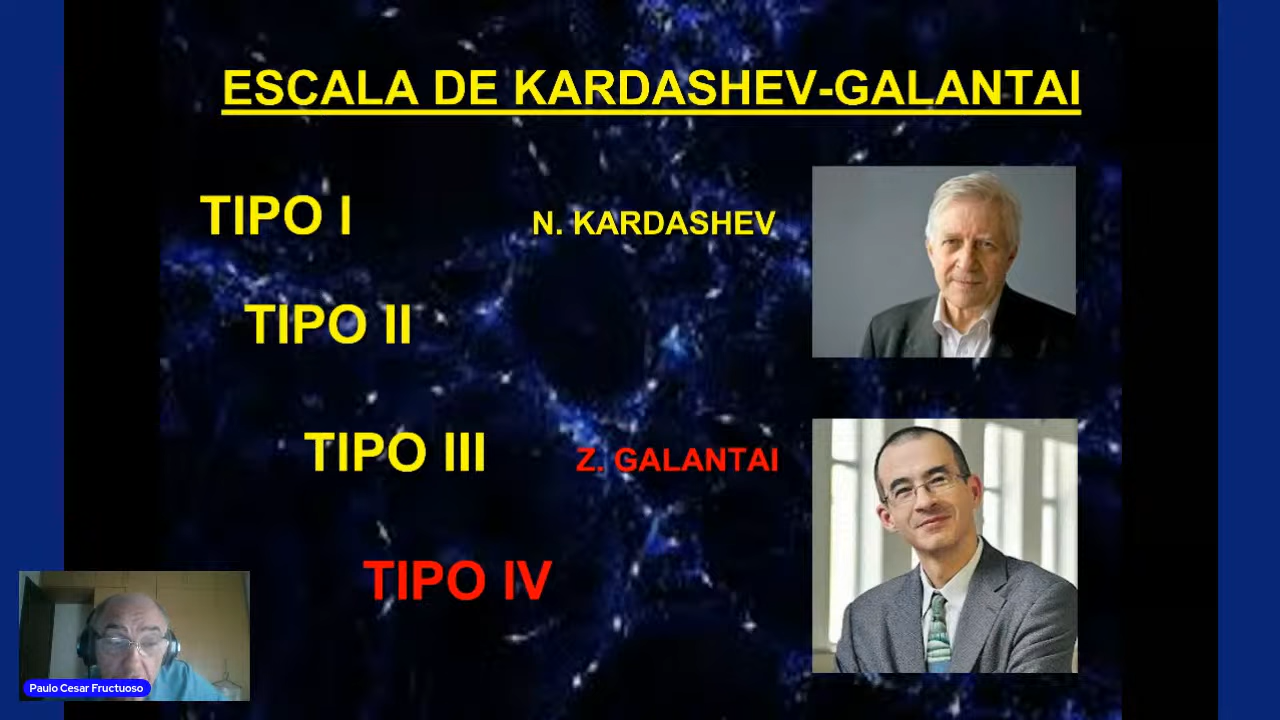 ESCALA DE KARDASHEV-GALANTAI
TIPO I
N. KARDASHEV
TIPO II
TIPO III
Z. GALANTAI
TIPO IV
Paulo Cesar Fructuoso